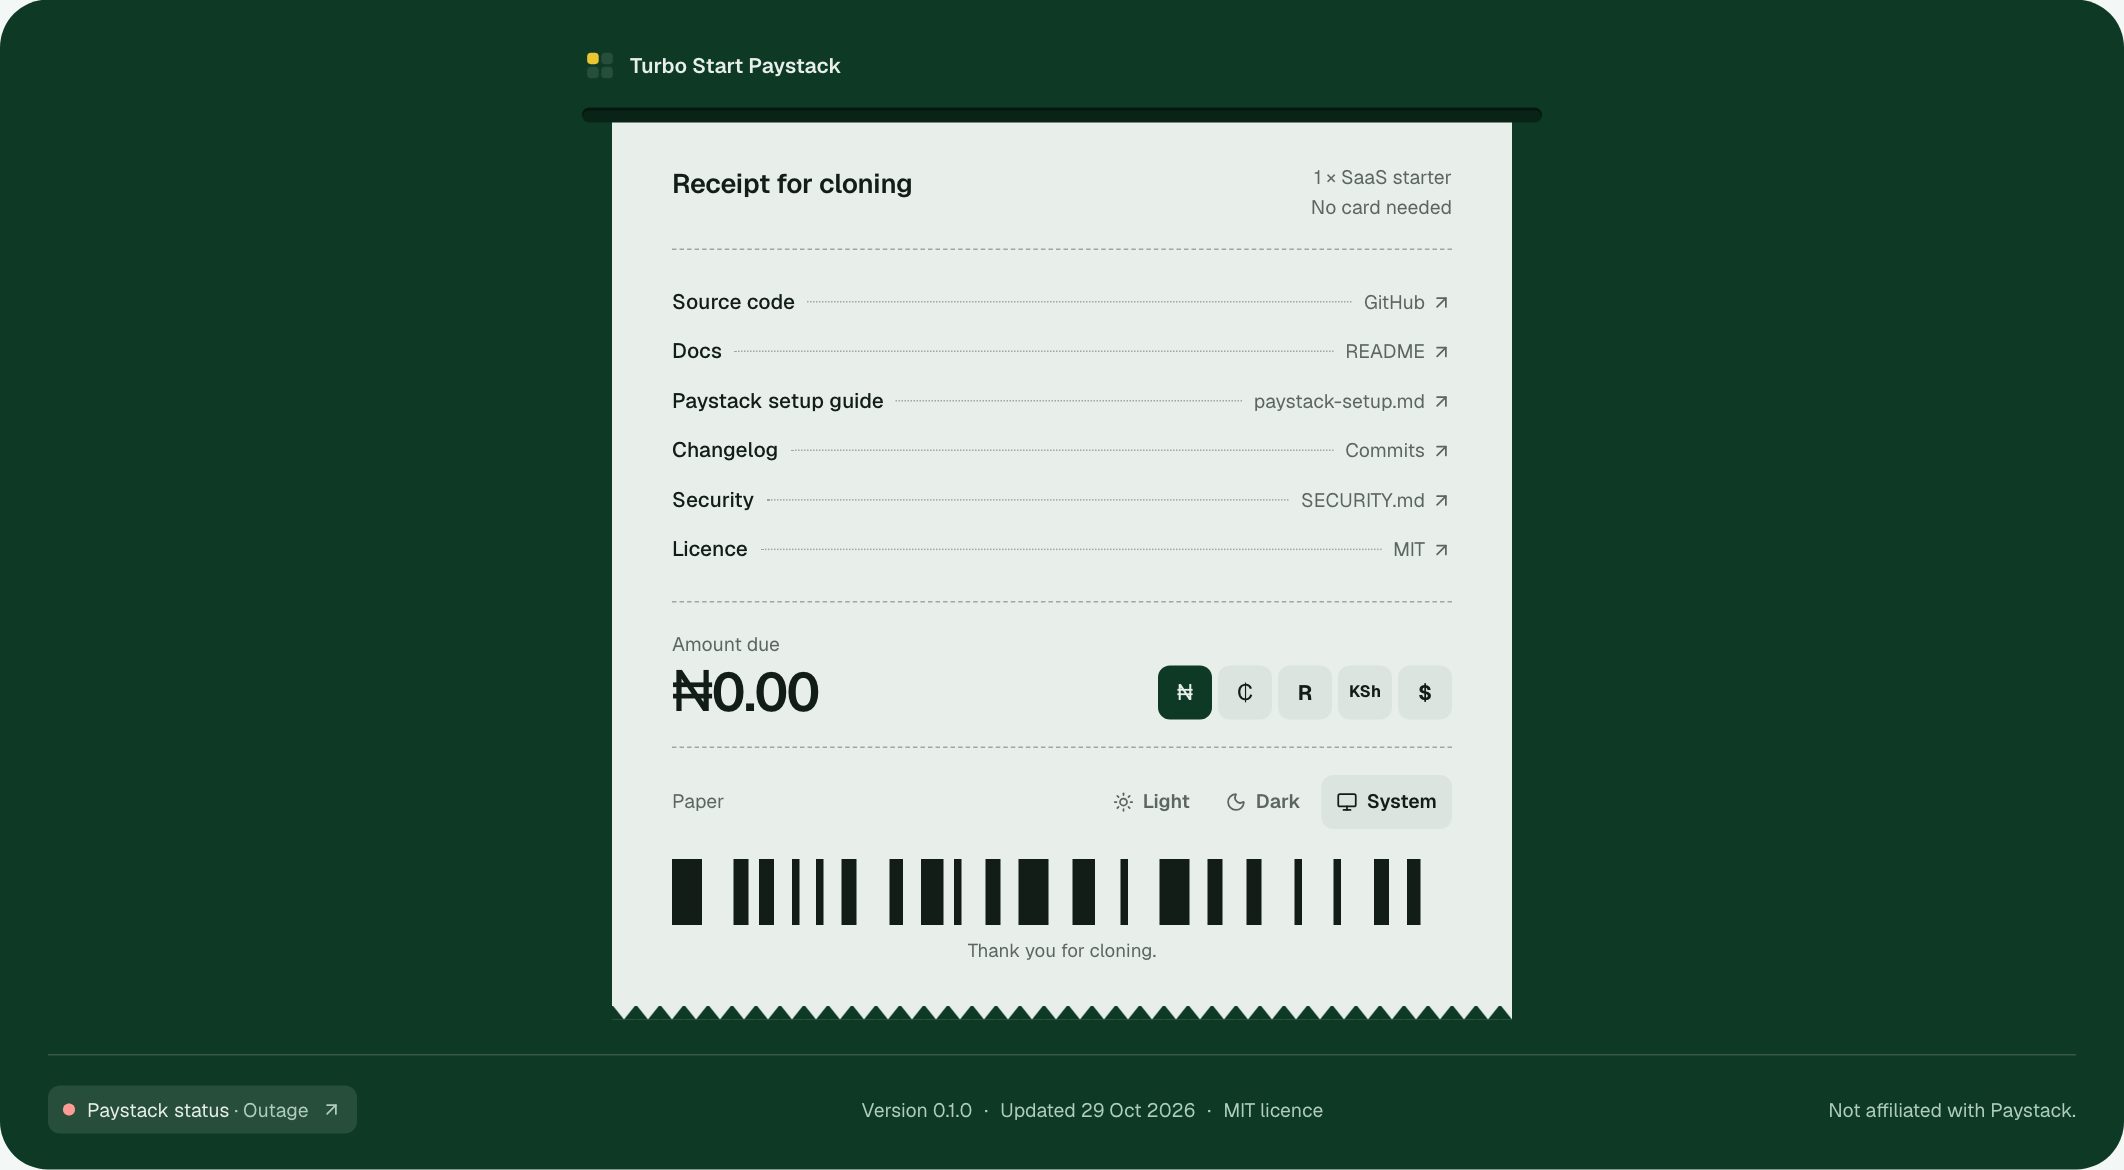 Turbo Start Paystack
Receipt for cloning
1 × SaaS starter
No card needed
Source code GitHub
Docs README
Paystack setup guide paystack-setup.md
Changelog Commits
Security SECURITY.md
Licence MIT
Amount due
₦0.00
₦ ₵ R KSh $
Paper Light Dark System
Thank you for cloning.
Paystack status · Outage
Version 0.1.0 · Updated 29 Oct 2026 · MIT licence
Not affiliated with Paystack.